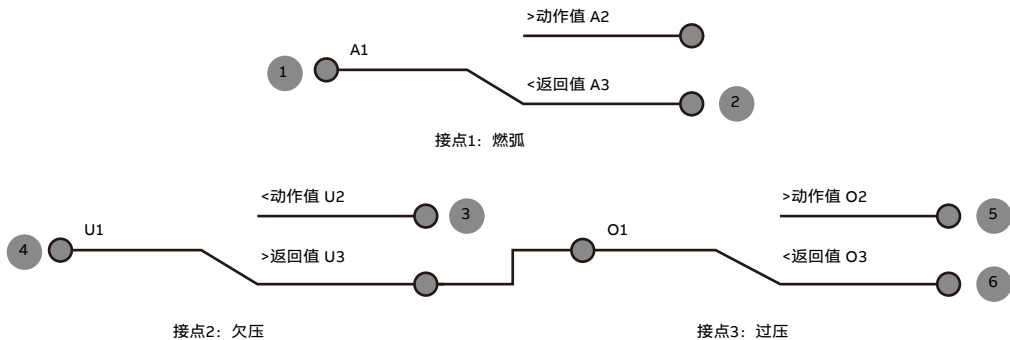 >动作值 A2
A1
1
<返回值 A3
2
接点1: 燃弧
<动作值 U2
3
>动作值 O2
5
4
U1
>返回值 U3
O1
<返回值 O3
6
接点2: 欠压
接点3: 过压